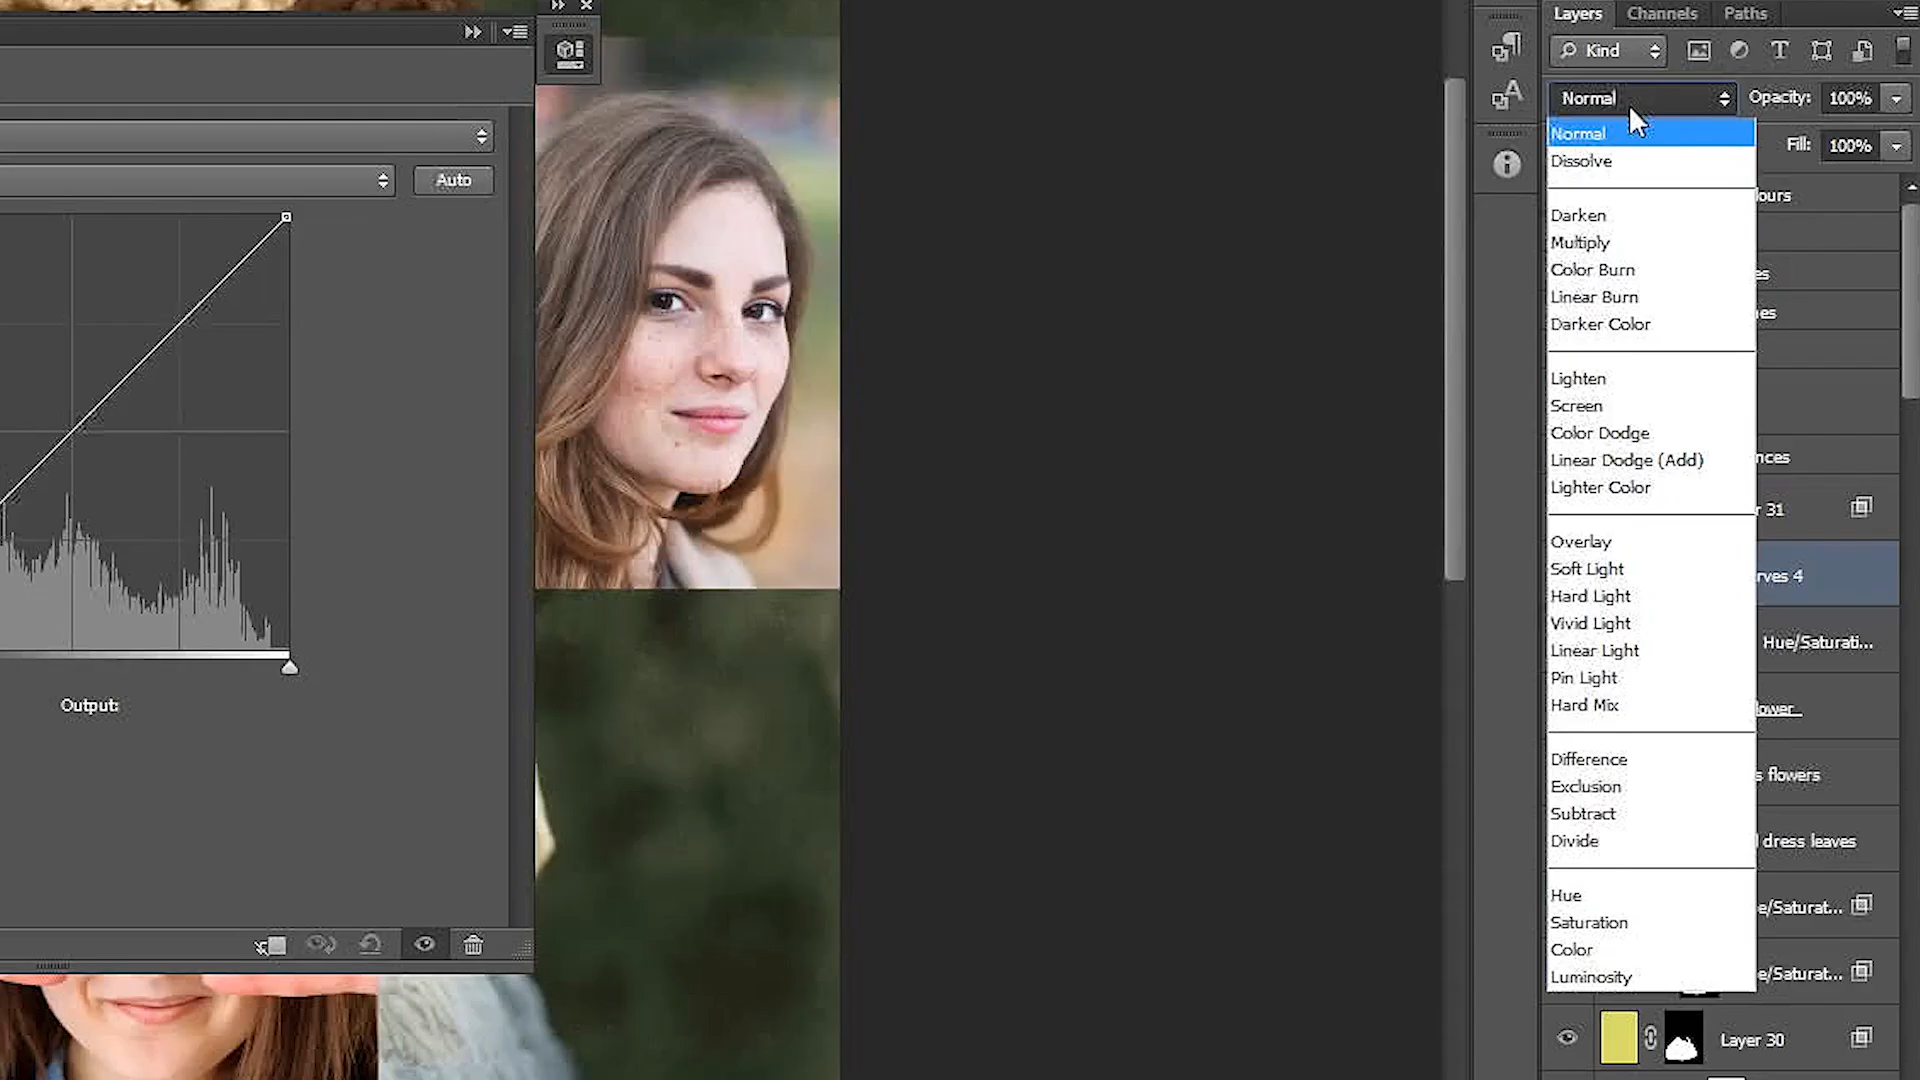 Layers Channels Paths
Kind
Normal Opacity: 100%
Normal
Fill: 100%
Dissolve
Auto
Darken
Multiply
Color Burn
Linear Burn
Darker Color
Lighten
Screen
Color Dodge
Linear Dodge (Add)
Lighter Color
Overlay
Soft Light
Hard Light
Vivid Light
Linear Light
Pin Light
Hard Mix
Difference
Exclusion
Subtract
Divide
Hue
Saturation
Color
Luminosity
31
rves 4
Hue/Saturati...
lower
s flowers
dress leaves
e/Saturat...
e/Saturat...
Layer 30
Output: